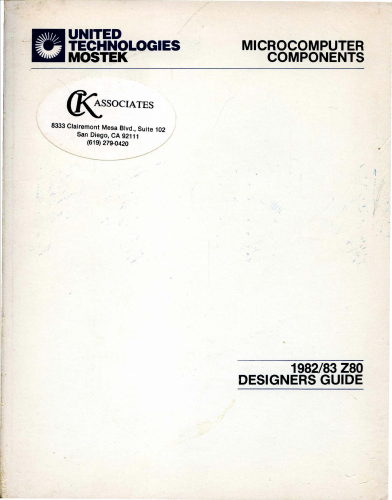 UNITED
TECHNOLOGIES
MOSTEK
MICROCOMPUTER
COMPONENTS
CK ASSOCIATES
8333 Clairemont Mesa Blvd., Suite 102
San Diego, CA 92111
(619) 279-0420
1982/83 Z80
DESIGNERS GUIDE